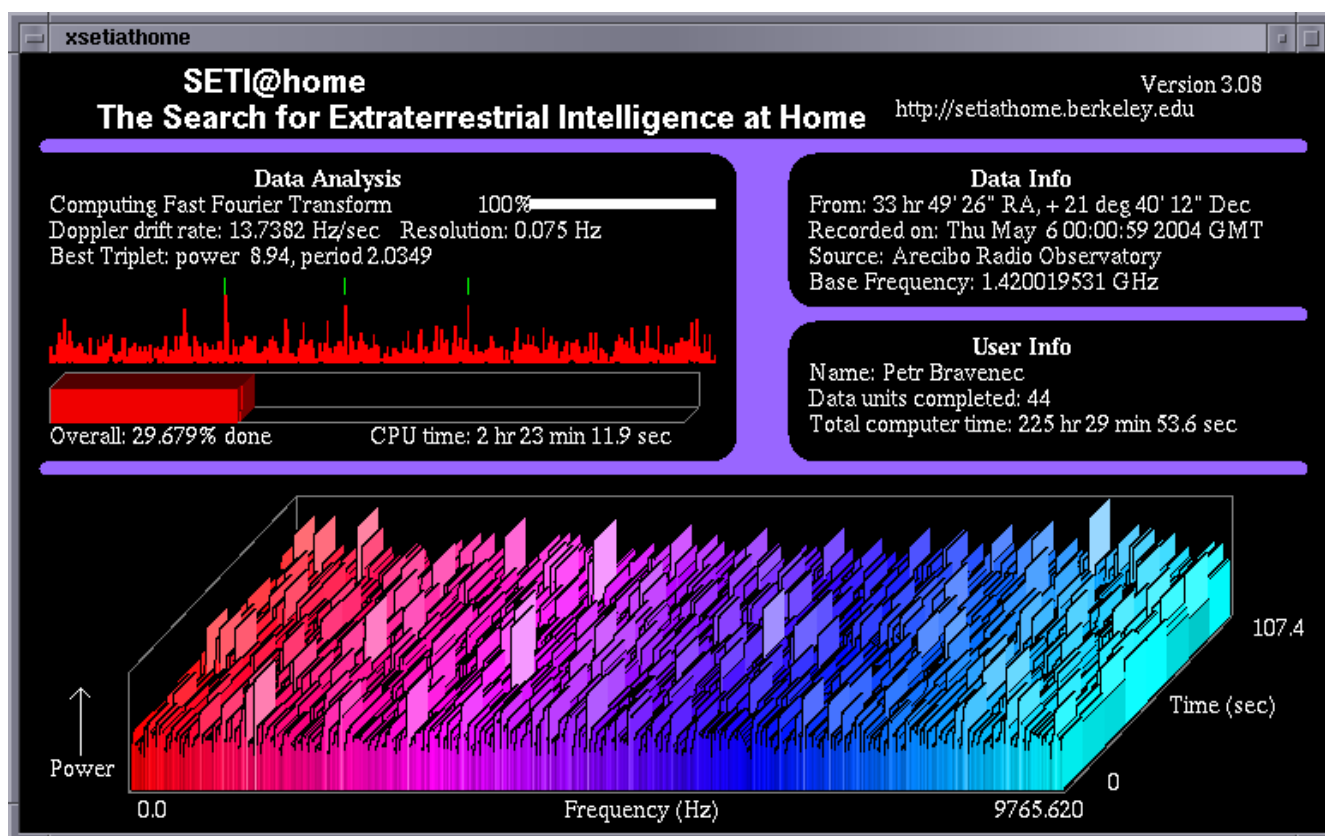 xsetiathome
SETI@home
The Search for Extraterrestrial Intelligence at Home
Version 3.08
http://setiathome.berkeley.edu
Data Analysis
Computing Fast Fourier Transform 100%
Doppler drift rate: 13.7382 Hz/sec Resolution: 0.075 Hz
Best Triplet: power 8.94, period 2.0349
Overall: 29.679% done CPU time: 2 hr 23 min 11.9 sec
Data Info
From: 33 hr 49' 26" RA, + 21 deg 40' 12" Dec
Recorded on: Thu May 6 00:00:59 2004 GMT
Source: Arecibo Radio Observatory
Base Frequency: 1.420019531 GHz
User Info
Name: Petr Bravenec
Data units completed: 44
Total computer time: 225 hr 29 min 53.6 sec
107.4
Time (sec)
Power
0
0.0 Frequency (Hz) 9765.620